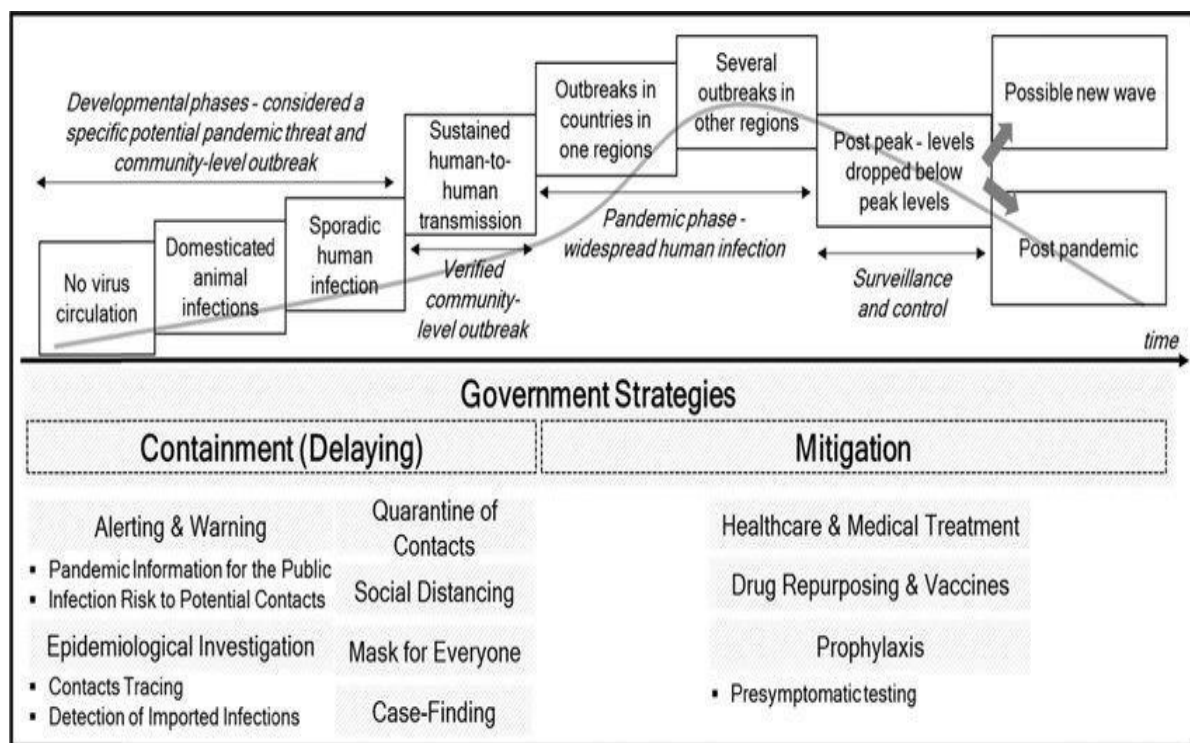 Developmental phases - considered a
specific potential pandemic threat and
community-level outbreak
No virus
circulation
Domesticated
animal
infections
Sporadic
human
infection
Sustained
human-to-
human
transmission
Verified
community-
level outbreak
Outbreaks in
countries in
one regions
Several
outbreaks in
other regions
Pandemic phase -
widespread human infection
Post peak - levels
dropped below
peak levels
Surveillance
and control
Possible new wave
Post pandemic
time
Government Strategies
Containment (Delaying)
Alerting & Warning
▪ Pandemic Information for the Public
▪ Infection Risk to Potential Contacts
Epidemiological Investigation
▪ Contacts Tracing
▪ Detection of Imported Infections
Quarantine of
Contacts
Social Distancing
Mask for Everyone
Case-Finding
Mitigation
Healthcare & Medical Treatment
Drug Repurposing & Vaccines
Prophylaxis
▪ Presymptomatic testing